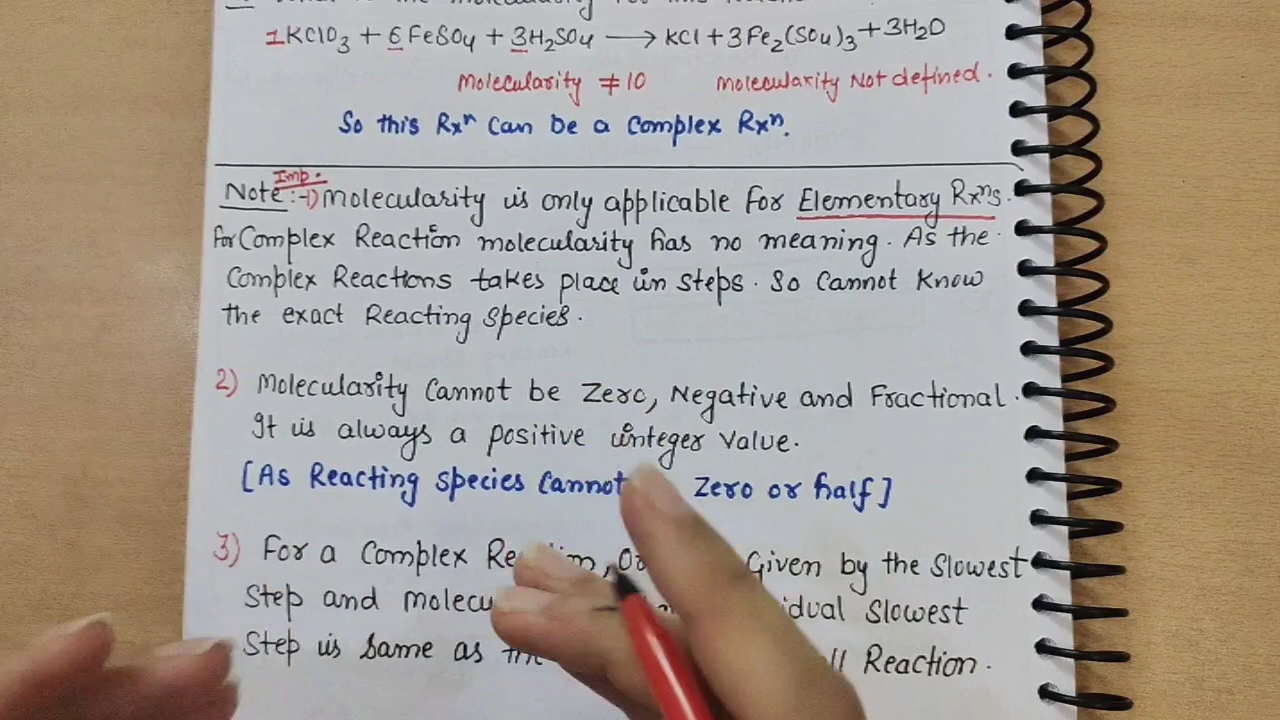 1KClO3 + 6FeSO4 + 3H2SO4 → KCl + 3Fe2(SO4)3 + 3H2O
Molecularity ≠ 10 molecularity Not defined.
So this Rxⁿ Can be a Complex Rxⁿ.
Imp.
Note:-1) Molecularity is only applicable For Elementary Rxⁿs.
For Complex Reaction molecularity has no meaning. As the
Complex Reactions takes place in steps. So Cannot Know
the exact Reacting Species.
2) Molecularity Cannot be Zero, Negative and Fractional.
It is always a positive integer Value.
[As Reacting species Cannot Zero or half]
3) For a Complex Given by the Slowest
Step and Slowest
Step is Same as Reaction.